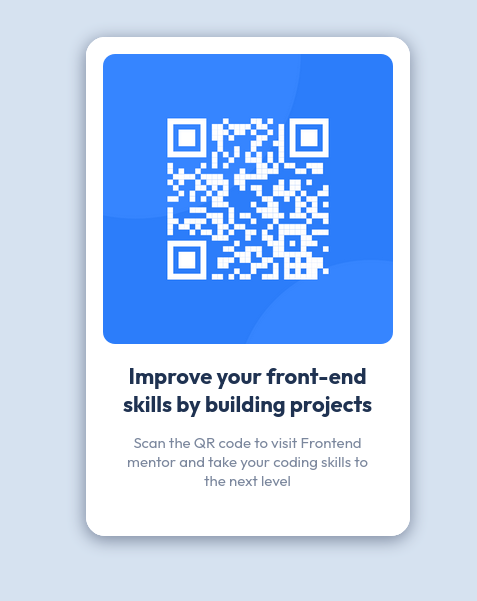 Improve your front-end
skills by building projects
Scan the QR code to visit Frontend
mentor and take your coding skills to
the next level